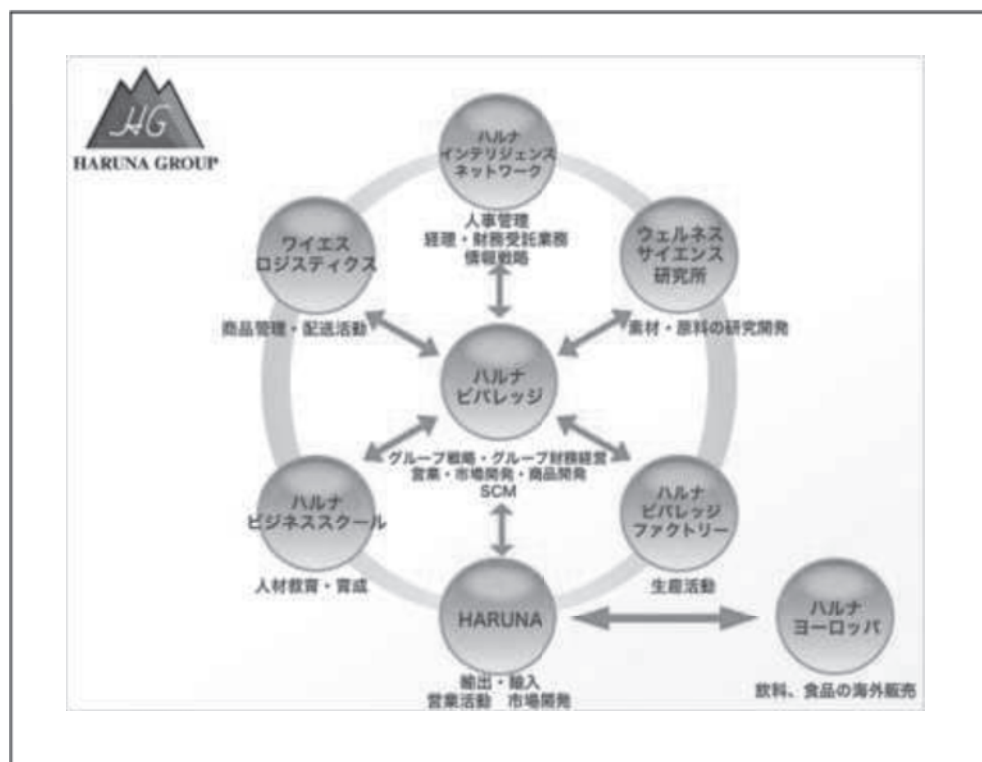 HG
HARUNA GROUP
ハルナ
インテリジェンス
ネットワーク
人事管理
経理・財務受託業務
情報戦略
ワイエス
ロジスティクス
商品管理・配送活動
ウェルネス
サイエンス
研究所
素材・原料の研究開発
ハルナ
ビバレッジ
グループ戦略・グループ財務経営
営業・市場開発・商品開発
SCM
ハルナ
ビジネススクール
人材教育・育成
ハルナ
ビバレッジ
ファクトリー
生産活動
HARUNA
輸出・輸入
営業活動 市場開発
ハルナ
ヨーロッパ
飲料、食品の海外販売